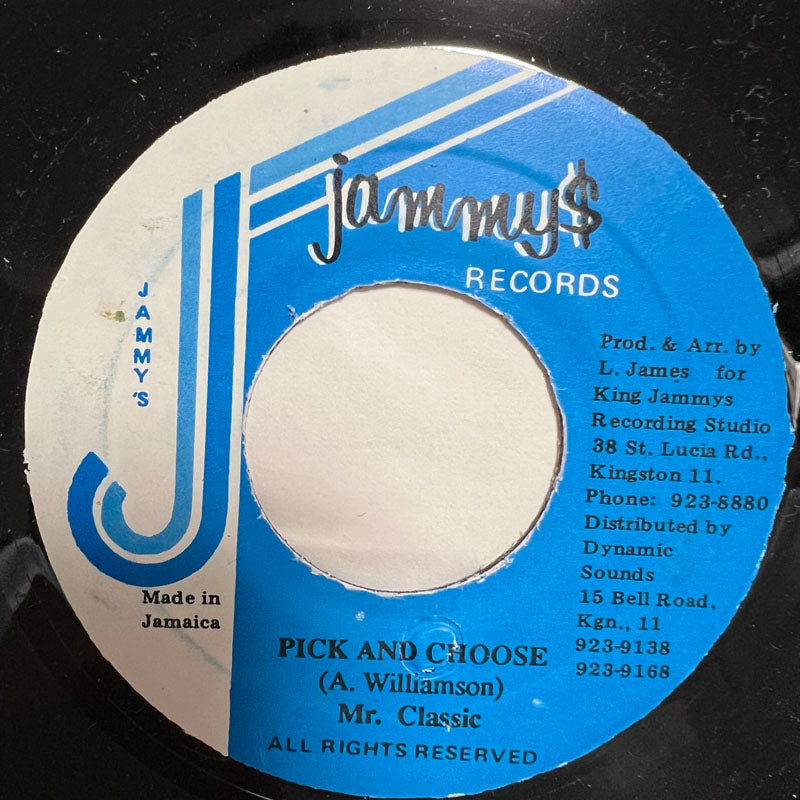 jammy$
RECORDS
JAMMY'S
Prod. & Arr. by
L. James for
King Jammys
Recording Studio
38 St. Lucia Rd.,
Kingston 11.
Phone: 923-8880
Distributed by
Dynamic
Sounds
15 Bell Road,
Kgn., 11
923-9138
923-9168
Made in
Jamaica
PICK AND CHOOSE
(A. Williamson)
Mr. Classic
ALL RIGHTS RESERVED